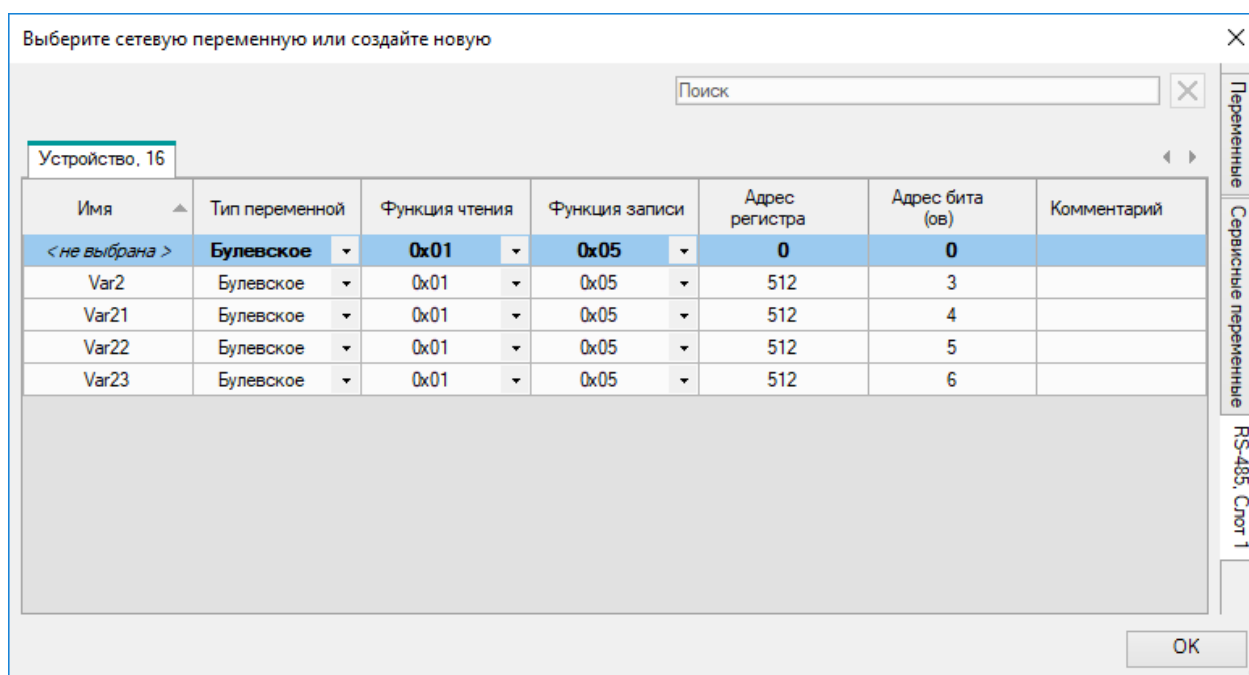 Выберите сетевую переменную или создайте новую
Поиск
Устройство, 16
Имя Тип переменной Функция чтения Функция записи Адрес регистра Адрес бита (ов) Комментарий
<не выбрана> Булевское 0x01 0x05 0 0
Var2 Булевское 0x01 0x05 512 3
Var21 Булевское 0x01 0x05 512 4
Var22 Булевское 0x01 0x05 512 5
Var23 Булевское 0x01 0x05 512 6
Переменные
Сервисные переменные
RS-485, Слот 1
OK